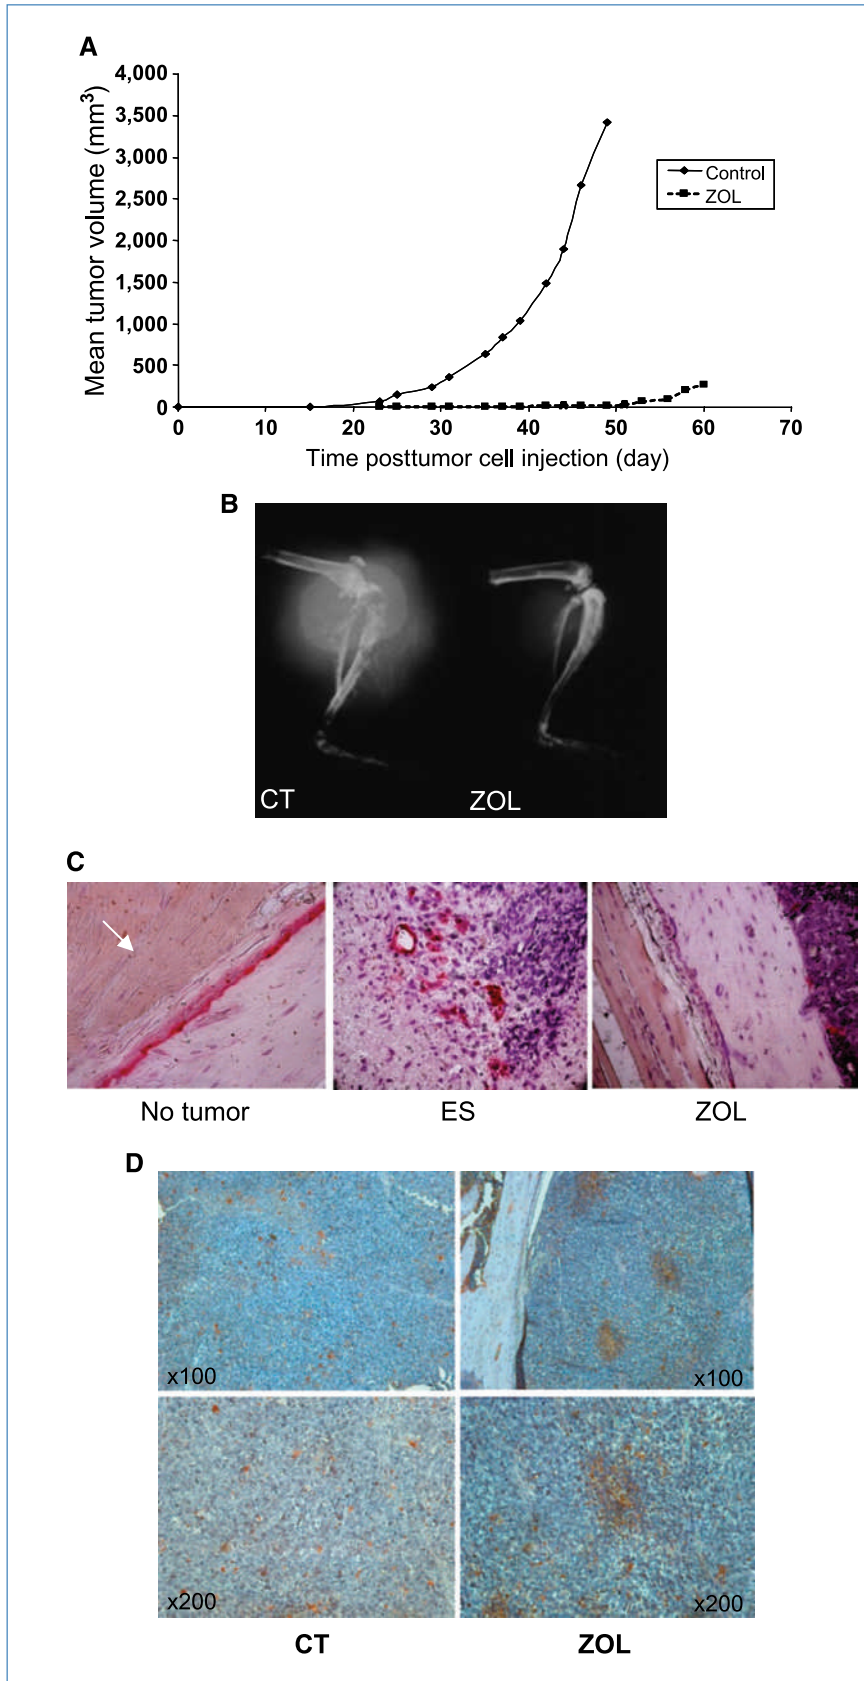 A
4,000
3,500
3,000
2,500
2,000
1,500
1,000
500
0
Mean tumor volume (mm³)
Control
ZOL
0 10 20 30 40 50 60 70
Time posttumor cell injection (day)
B
CT ZOL
C
No tumor ES ZOL
D
x100 x100
x200 x200
CT ZOL